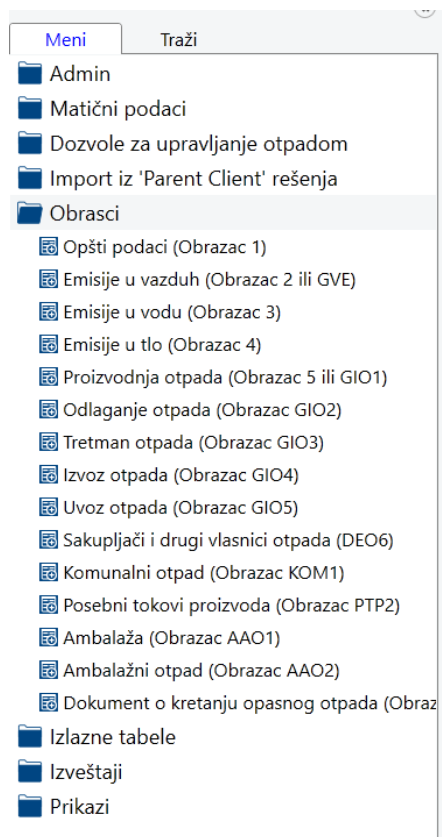 Meni Traži
Admin
Matični podaci
Dozvole za upravljanje otpadom
Import iz 'Parent Client' rešenja
Obrasci
Opšti podaci (Obrazac 1)
Emisije u vazduh (Obrazac 2 ili GVE)
Emisije u vodu (Obrazac 3)
Emisije u tlo (Obrazac 4)
Proizvodnja otpada (Obrazac 5 ili GIO1)
Odlaganje otpada (Obrazac GIO2)
Tretman otpada (Obrazac GIO3)
Izvoz otpada (Obrazac GIO4)
Uvoz otpada (Obrazac GIO5)
Sakupljači i drugi vlasnici otpada (DEO6)
Komunalni otpad (Obrazac KOM1)
Posebni tokovi proizvoda (Obrazac PTP2)
Ambalaža (Obrazac AAO1)
Ambalažni otpad (Obrazac AAO2)
Dokument o kretanju opasnog otpada (Obraz
Izlazne tabele
Izveštaji
Prikazi